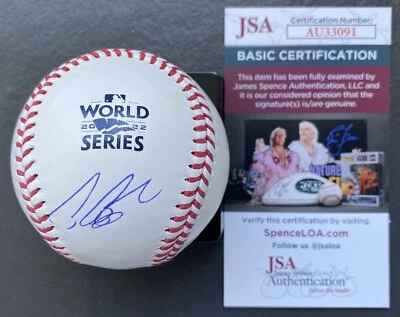 WORLD
2022
SERIES
JSA
Certification Number:
AU33091
BASIC CERTIFICATION
This item has been fully examined by
James Spence Authentication, LLC and
it is our considered opinion that the
signature(s) is/are genuine.
Verify this certification by visiting
SpenceLOA.com
Follow us @jsaloa
JSA
James Spence
Authentication